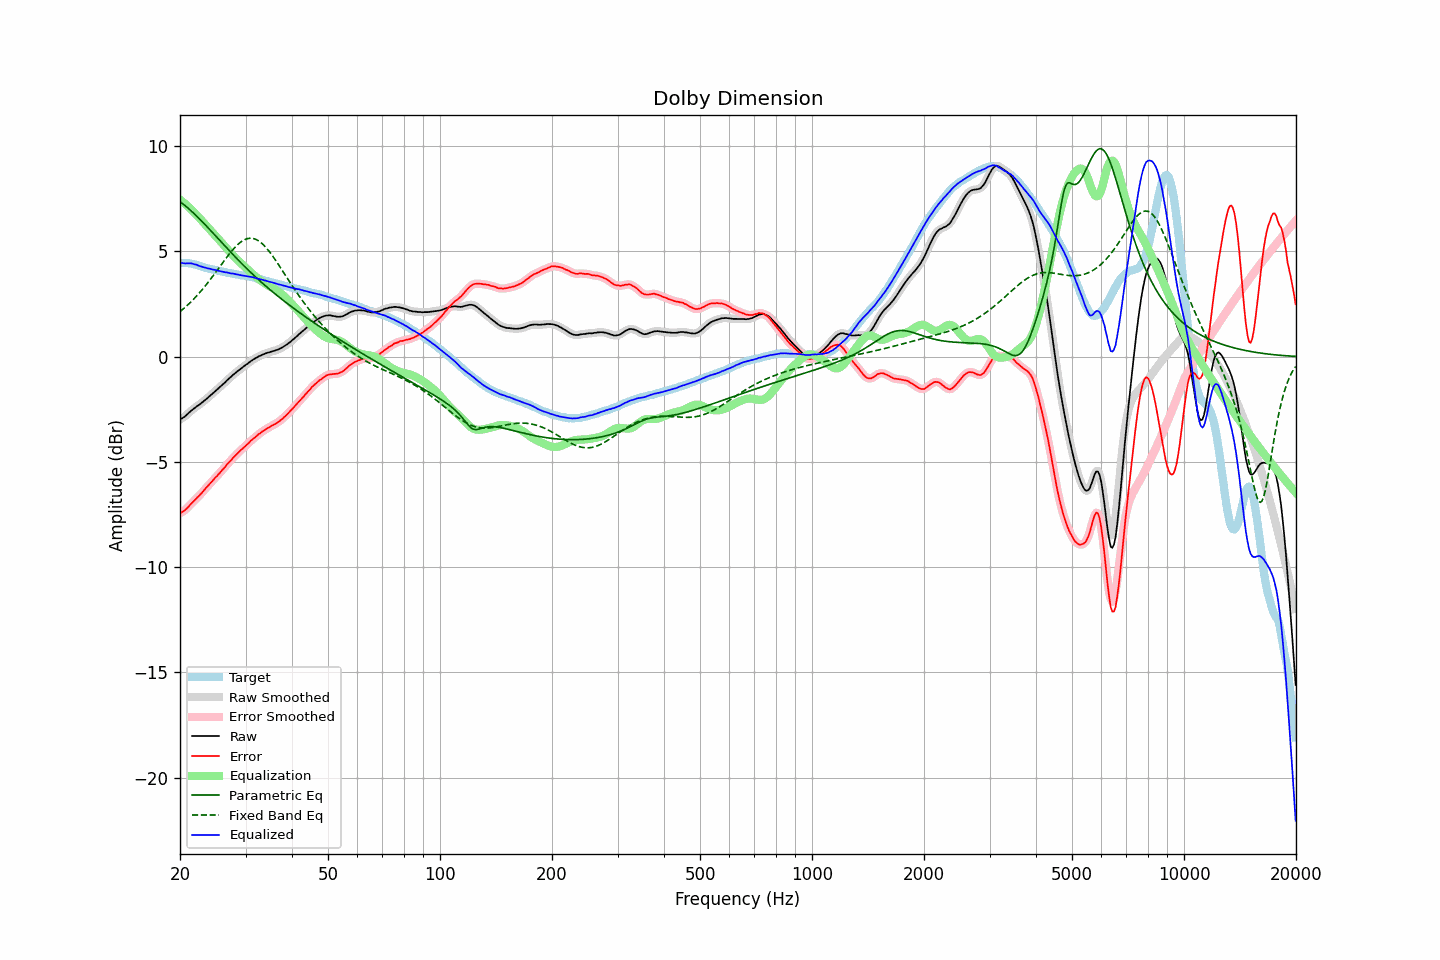 Dolby Dimension
Amplitude (dBr)
10
5
0
−5
−10
−15
−20
Target
Raw Smoothed
Error Smoothed
Raw
Error
Equalization
Parametric Eq
Fixed Band Eq
Equalized
20 50 100 200 500 1000 2000 5000 10000 20000
Frequency (Hz)